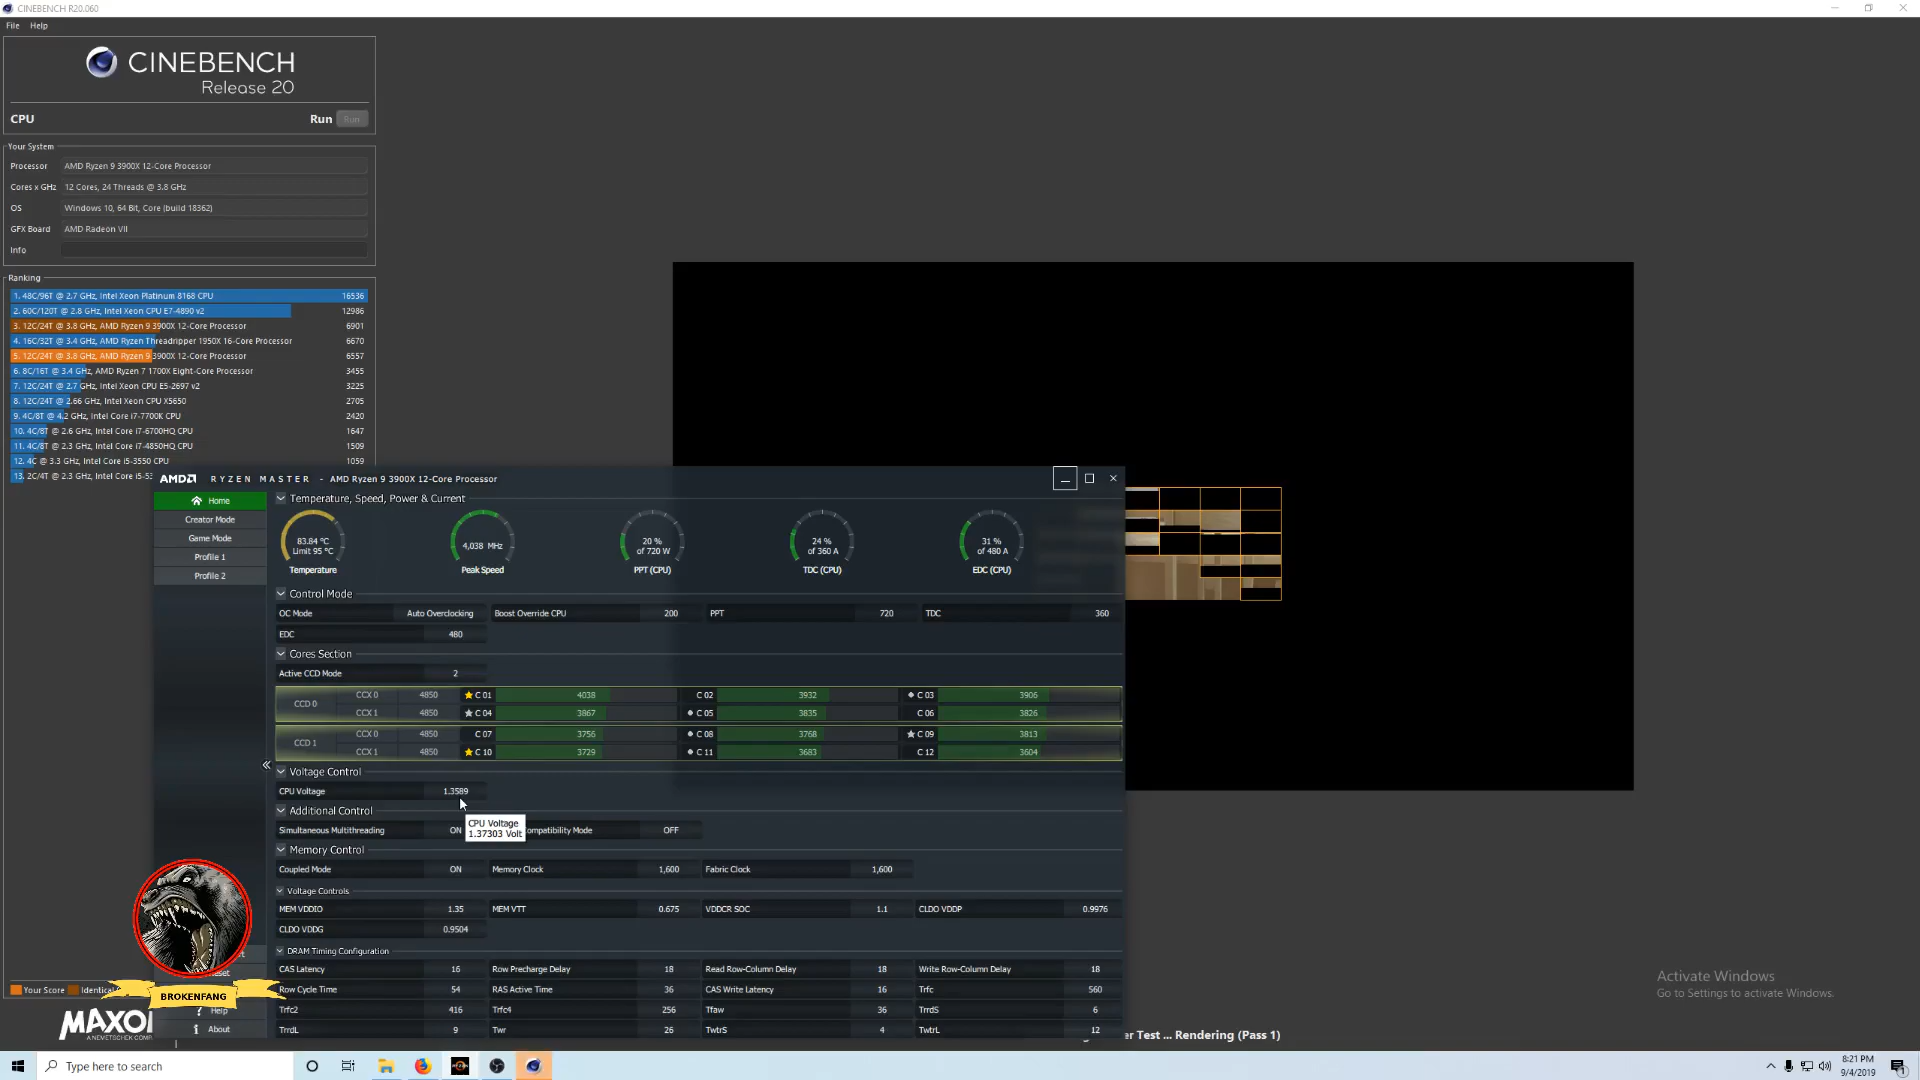 CINEBENCH R20.060
File Help
CINEBENCH
Release 20
CPU Run Run
Your System
Processor AMD Ryzen 9 3900X 12-Core Processor
Cores x GHz 12 Cores, 24 Threads @ 3.8 GHz
OS Windows 10, 64 Bit, Core (build 18362)
GFX Board AMD Radeon VII
Info
Ranking
1. 48C/96T @ 2.7 GHz, Intel Xeon Platinum 8168 CPU 16536
2. 60C/120T @ 2.8 GHz, Intel Xeon CPU E7-4890 v2 12986
3. 12C/24T @ 3.8 GHz, AMD Ryzen 9 3900X 12-Core Processor 6901
4. 16C/32T @ 3.4 GHz, AMD Ryzen Threadripper 1950X 16-Core Processor 6670
5. 12C/24T @ 3.8 GHz, AMD Ryzen 9 3900X 12-Core Processor 6557
6. 8C/16T @ 3.4 GHz, AMD Ryzen 7 1700X Eight-Core Processor 3455
7. 12C/24T @ 2.7 GHz, Intel Xeon CPU E5-2697 v2 3225
8. 12C/24T @ 2.66 GHz, Intel Xeon CPU X5650 2705
9. 4C/8T @ 4.2 GHz, Intel Core i7-7700K CPU 2420
10. 4C/8T @ 2.6 GHz, Intel Core i7-6700HQ CPU 1647
11. 4C/8T @ 2.3 GHz, Intel Core i7-4850HQ CPU 1509
12. 4C @ 3.3 GHz, Intel Core i5-3550 CPU 1059
13. 2C/4T @ 2.3 GHz, Intel Core i5-53
AMD RYZEN MASTER - AMD Ryzen 9 3900X 12-Core Processor
Home
Creator Mode
Game Mode
Profile 1
Profile 2
Temperature, Speed, Power & Current
83.84 °C 4,038 MHz 20 % 24 % 31 %
Limit 95 °C of 720 W of 360 A of 480 A
Temperature Peak Speed PPT (CPU) TDC (CPU) EDC (CPU)
Control Mode
OC Mode Auto Overclocking Boost Override CPU 200 PPT 720 TDC 360
EDC 480
Cores Section
Active CCD Mode 2
CCD 0
CCX 0 4850 C 01 4038 C 02 3932 C 03 3906
CCX 1 4850 C 04 3867 C 05 3835 C 06 3826
CCD 1
CCX 0 4850 C 07 3756 C 08 3768 C 09 3813
CCX 1 4850 C 10 3729 C 11 3683 C 12 3604
Voltage Control
CPU Voltage 1.3589
CPU Voltage
1.37303 Volt
Additional Control
Simultaneous Multithreading ON ompatibility Mode OFF
Memory Control
Coupled Mode ON Memory Clock 1,600 Fabric Clock 1,600
Voltage Controls
MEM VDDIO 1.35 MEM VTT 0.675 VDDCR SOC 1.1 CLDO VDDP 0.9976
CLDO VDDG 0.9504
DRAM Timing Configuration
CAS Latency 16 Row Precharge Delay 18 Read Row-Column Delay 18 Write Row-Column Delay 18
Row Cycle Time 54 RAS Active Time 36 CAS Write Latency 16 Trfc 560
Trfc2 416 Trfc4 256 Tfaw 36 TrrdS 6
TrrdL 9 Twr 26 TwtrS 4 TwtrL 12
Help
About
Your Score Identical
BROKENFANG
MAXO
A NEMETSCHEK COMP
er Test ... Rendering (Pass 1)
Activate Windows
Go to Settings to activate Windows.
Type here to search
8:21 PM
9/4/2019